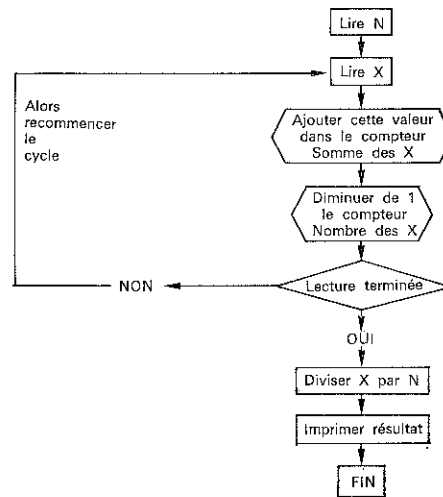 Lire N
Lire X
Alors
recommencer
le
cycle
Ajouter cette valeur
dans le compteur
Somme des X
Diminuer de 1
le compteur
Nombre des X
Lecture terminée
NON
OUI
Diviser X par N
Imprimer résultat
FIN